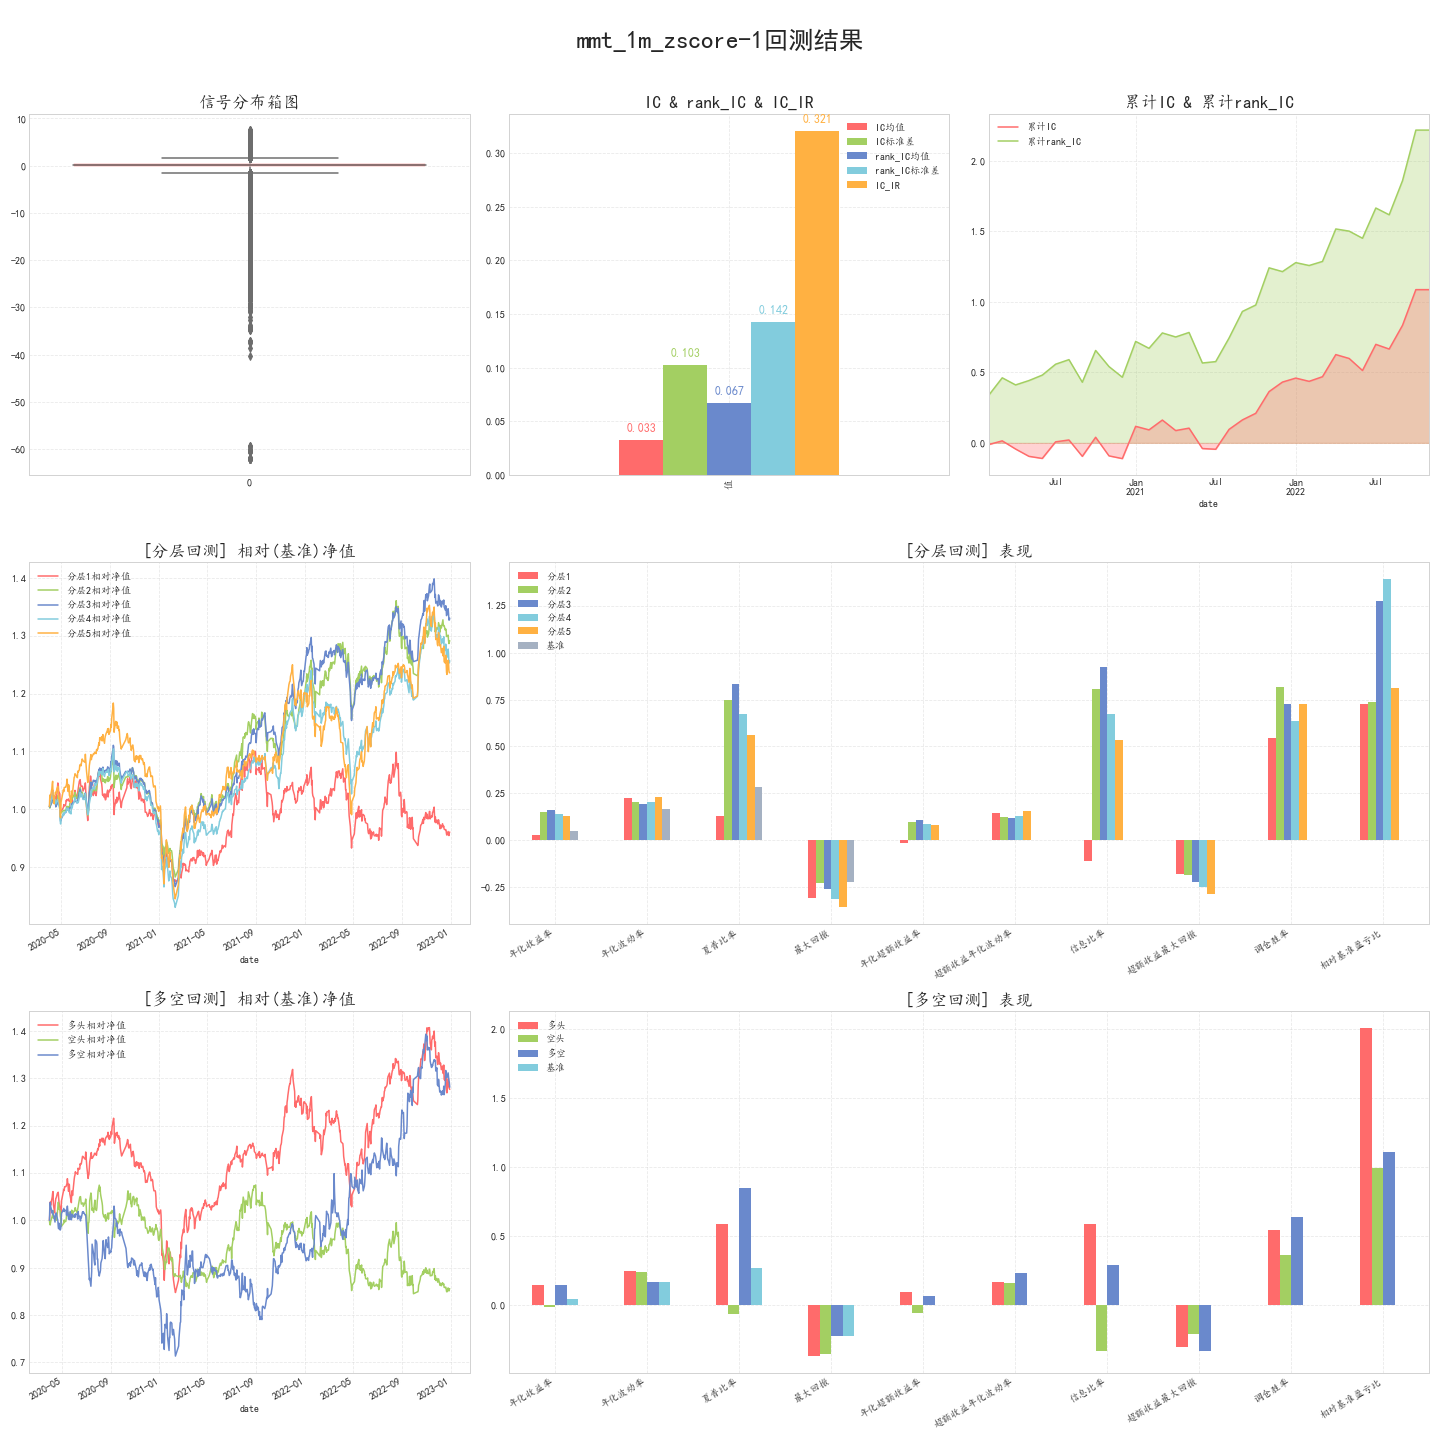 mmt_1m_zscore-1回测结果
信号分布箱图
10
0
-10
-20
-30
-40
-50
-60
0
IC & rank_IC & IC_IR
0.30
0.25
0.20
0.15
0.10
0.05
0.00
0.033
0.103
0.067
0.142
0.321
IC均值
IC标准差
rank_IC均值
rank_IC标准差
IC_IR
值
累计IC & 累计rank_IC
累计IC
累计rank_IC
2.0
1.5
1.0
0.5
0.0
Jul
Jan
2021
Jul
Jan
2022
Jul
date
[分层回测] 相对(基准)净值
分层1相对净值
分层2相对净值
分层3相对净值
分层4相对净值
分层5相对净值
1.4
1.3
1.2
1.1
1.0
0.9
2020-05
2020-09
2021-01
2021-05
2021-09
2022-01
2022-05
2022-09
2023-01
date
[分层回测] 表现
分层1
分层2
分层3
分层4
分层5
基准
1.25
1.00
0.75
0.50
0.25
0.00
-0.25
年化收益率
年化波动率
夏普比率
最大回撤
年化超额收益率
超额收益年化波动率
信息比率
超额收益最大回撤
调仓胜率
相对基准盈亏比
[多空回测] 相对(基准)净值
多头相对净值
空头相对净值
多空相对净值
1.4
1.3
1.2
1.1
1.0
0.9
0.8
0.7
2020-05
2020-09
2021-01
2021-05
2021-09
2022-01
2022-05
2022-09
2023-01
date
[多空回测] 表现
多头
空头
多空
基准
2.0
1.5
1.0
0.5
0.0
年化收益率
年化波动率
夏普比率
最大回撤
年化超额收益率
超额收益年化波动率
信息比率
超额收益最大回撤
调仓胜率
相对基准盈亏比